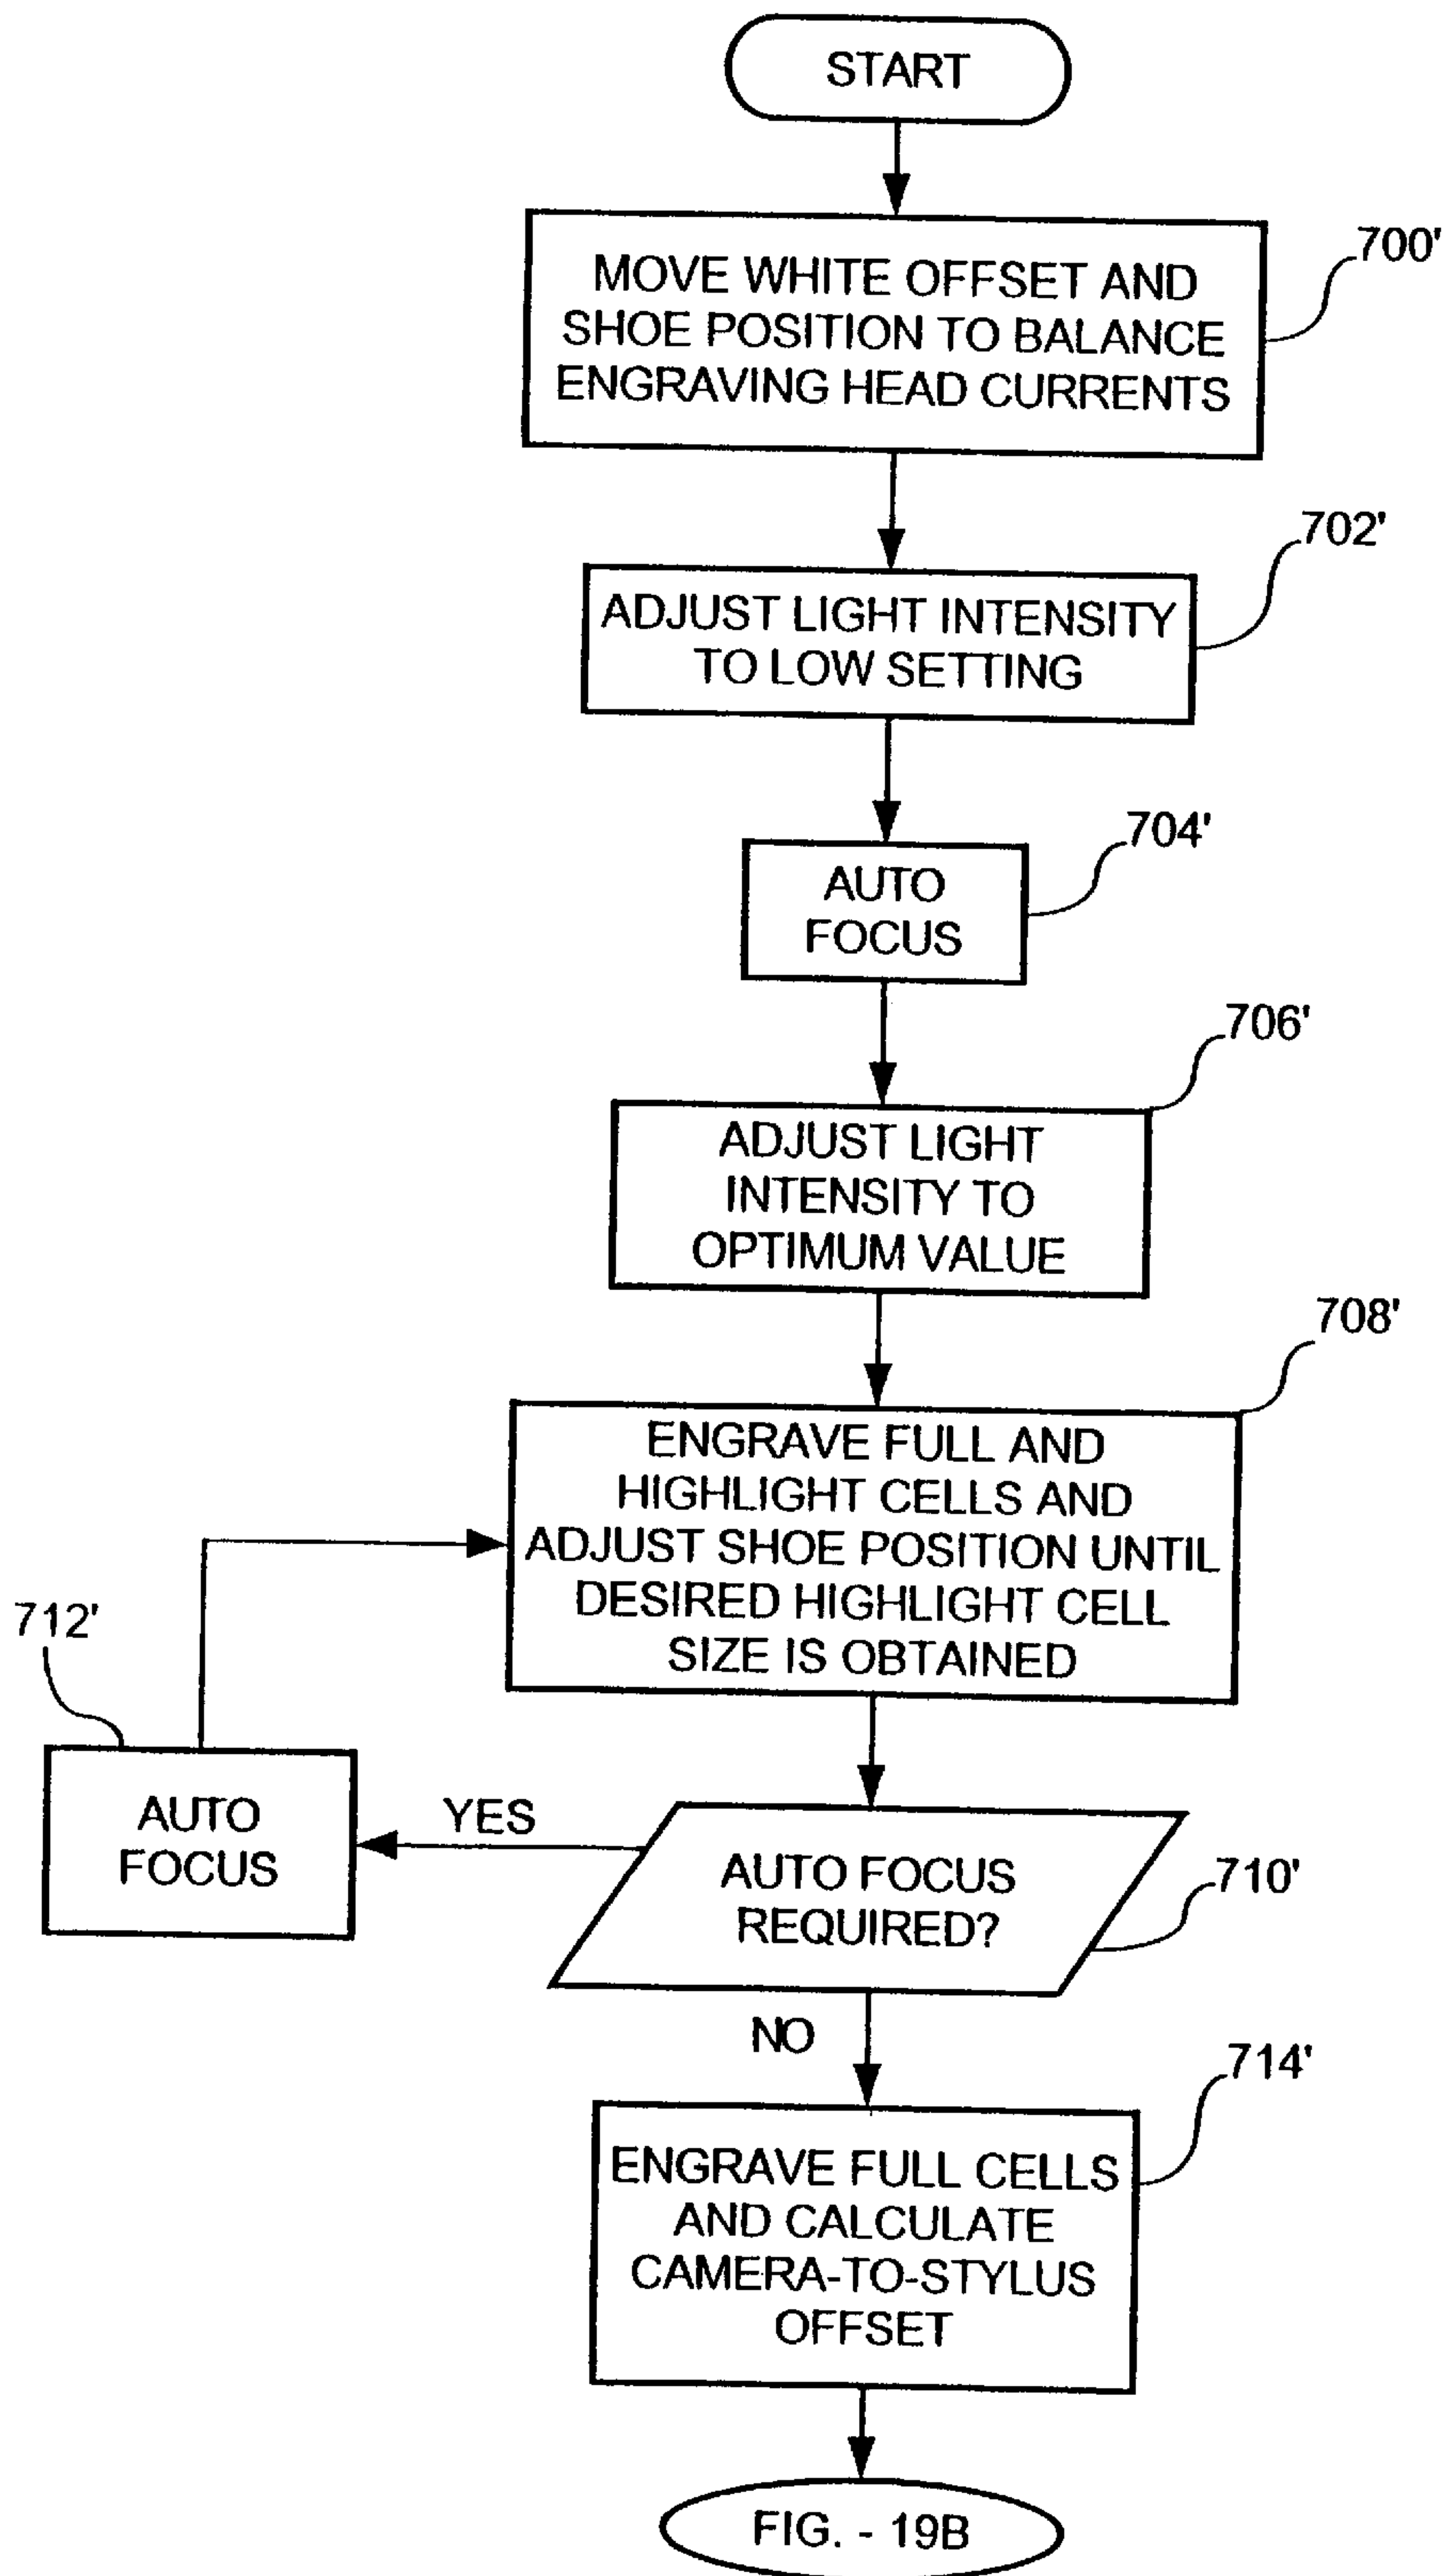 START
MOVE WHITE OFFSET AND
SHOE POSITION TO BALANCE
ENGRAVING HEAD CURRENTS
700'
ADJUST LIGHT INTENSITY
TO LOW SETTING
702'
AUTO
FOCUS
704'
ADJUST LIGHT
INTENSITY TO
OPTIMUM VALUE
706'
ENGRAVE FULL AND
HIGHLIGHT CELLS AND
ADJUST SHOE POSITION UNTIL
DESIRED HIGHLIGHT CELL
SIZE IS OBTAINED
708'
712'
AUTO
FOCUS
YES
AUTO FOCUS
REQUIRED?
710'
NO
ENGRAVE FULL CELLS
AND CALCULATE
CAMERA-TO-STYLUS
OFFSET
714'
FIG. - 19B